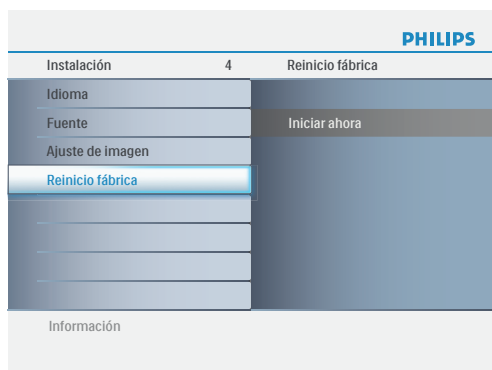 PHILIPS
Instalación 4 Reinicio fábrica
Idioma
Fuente Iniciar ahora
Ajuste de imagen
Reinicio fábrica
Información